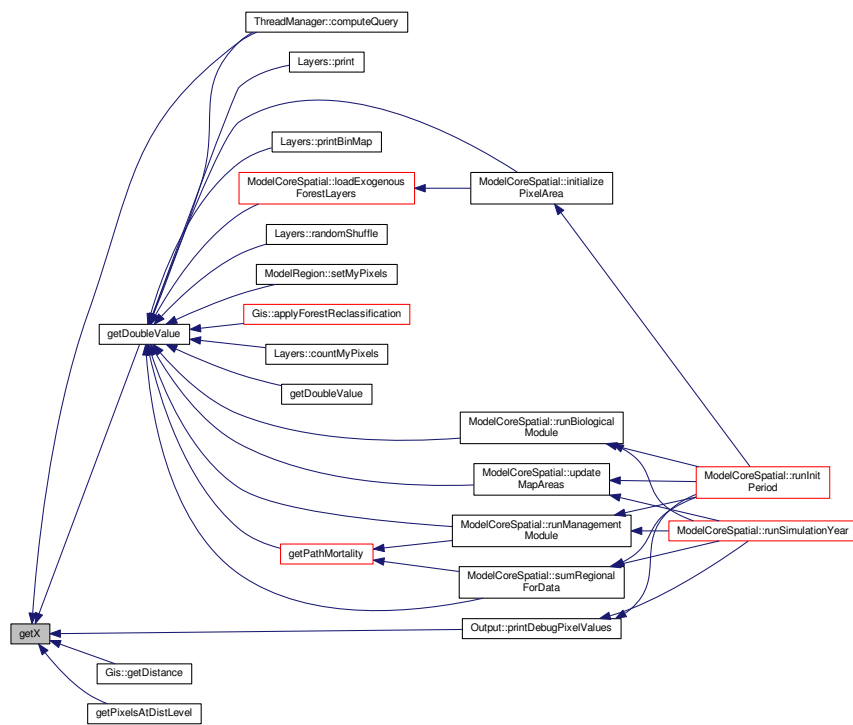 ThreadManager::computeQuery
Layers::print
Layers::printBinMap
ModelCoreSpatial::loadExogenous
ForestLayers
ModelCoreSpatial::initialize
PixelArea
Layers::randomShuffle
ModelRegion::setMyPixels
Gis::applyForestReclassification
getDoubleValue
Layers::countMyPixels
getDoubleValue
ModelCoreSpatial::runBiological
Module
ModelCoreSpatial::update
MapAreas
ModelCoreSpatial::runInit
Period
ModelCoreSpatial::runManagement
Module
ModelCoreSpatial::runSimulationYear
getPathMortality
ModelCoreSpatial::sumRegional
ForData
getX
Output::printDebugPixelValues
Gis::getDistance
getPixelsAtDistLevel